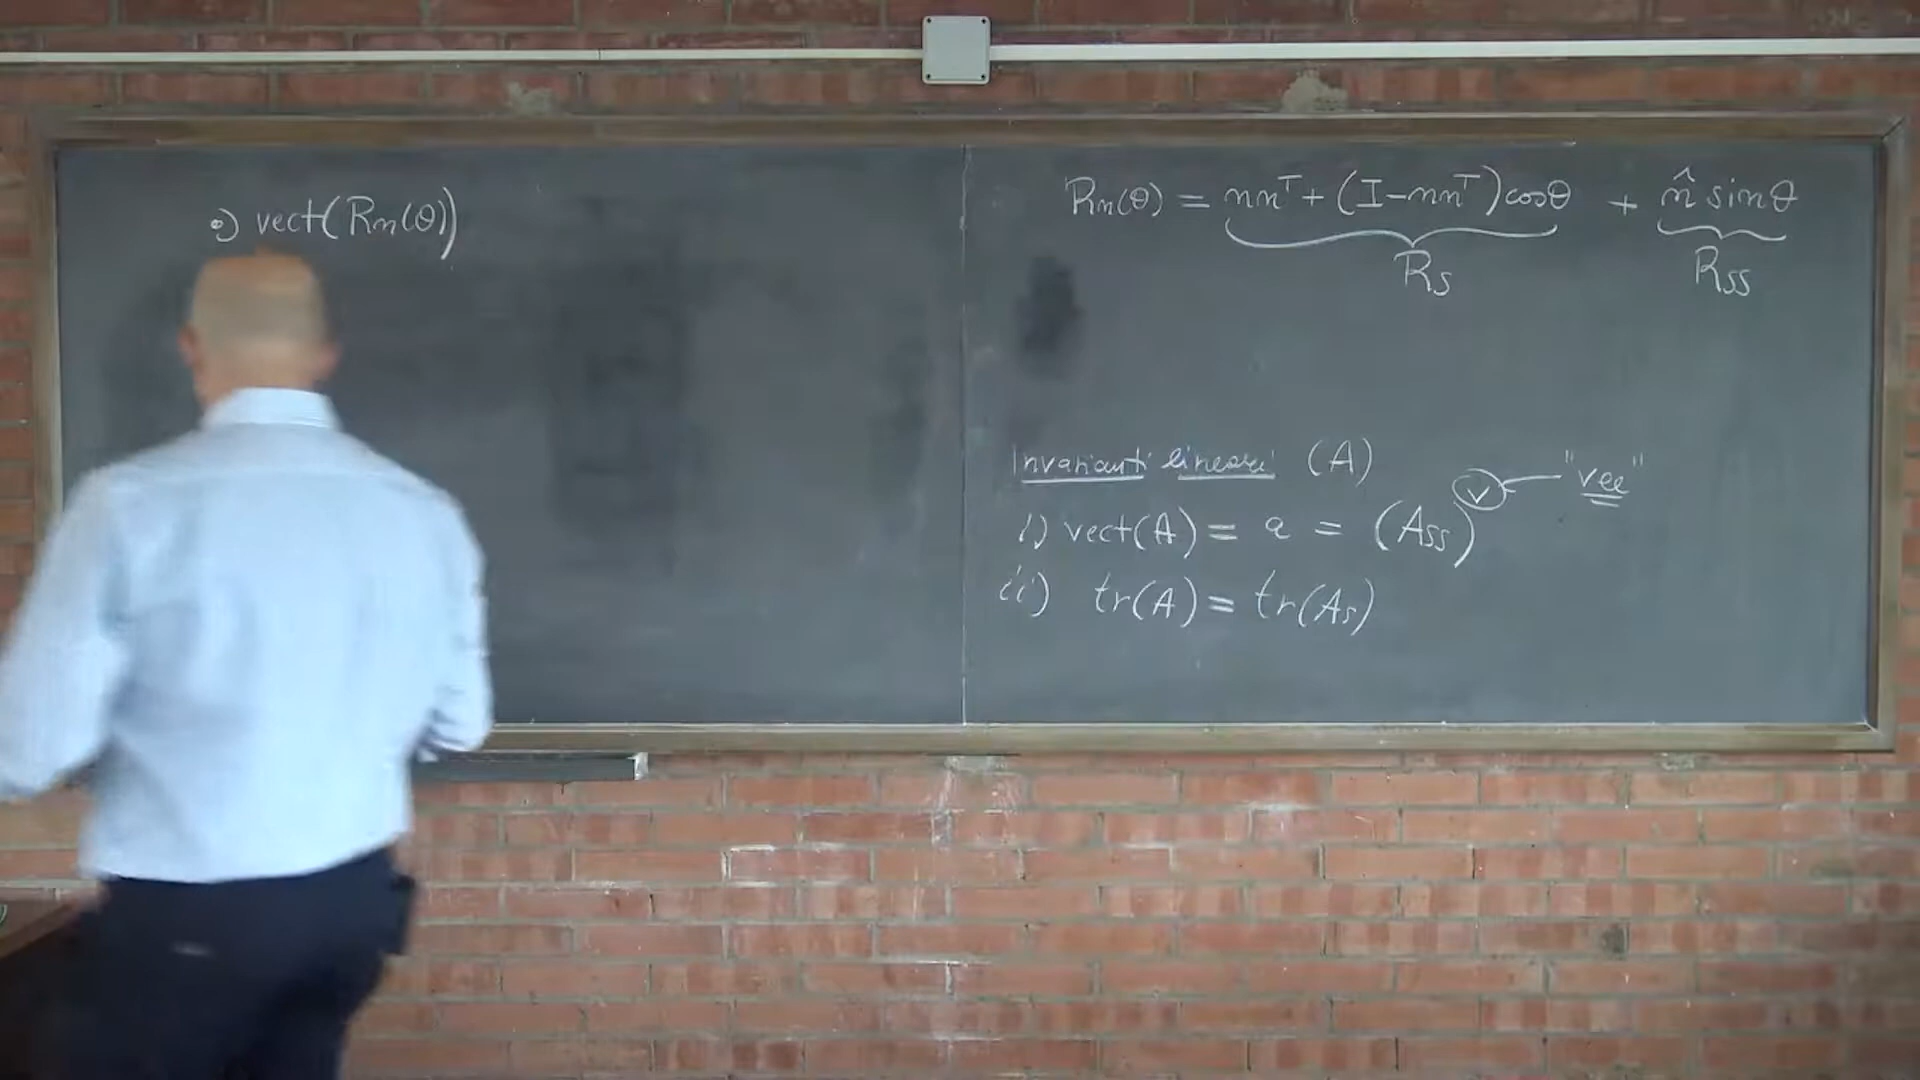 •) vect(Rn(θ))
Rn(θ) = nnᵀ + (I - nnᵀ)cosθ + n̂ sinθ
Rs Rss
Invarianti lineari (A)
i) vect(A) = a = (Ass)ᵛ ← "vee"
ii) tr(A) = tr(As)